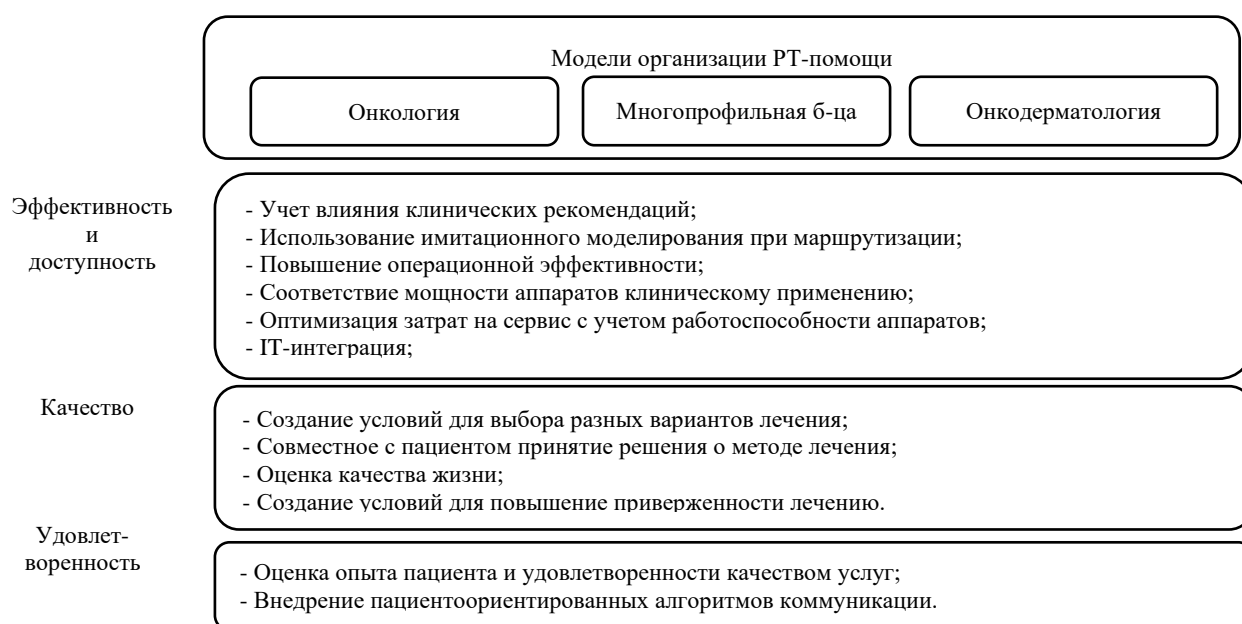 Модели организации РТ-помощи
Онкология
Многопрофильная б-ца
Онкодерматология
Эффективность
и
доступность
- Учет влияния клинических рекомендаций;
- Использование имитационного моделирования при маршрутизации;
- Повышение операционной эффективности;
- Соответствие мощности аппаратов клиническому применению;
- Оптимизация затрат на сервис с учетом работоспособности аппаратов;
- IT-интеграция;
Качество
- Создание условий для выбора разных вариантов лечения;
- Совместное с пациентом принятие решения о методе лечения;
- Оценка качества жизни;
- Создание условий для повышение приверженности лечению.
Удовлет-
воренность
- Оценка опыта пациента и удовлетворенности качеством услуг;
- Внедрение пациентоориентированных алгоритмов коммуникации.